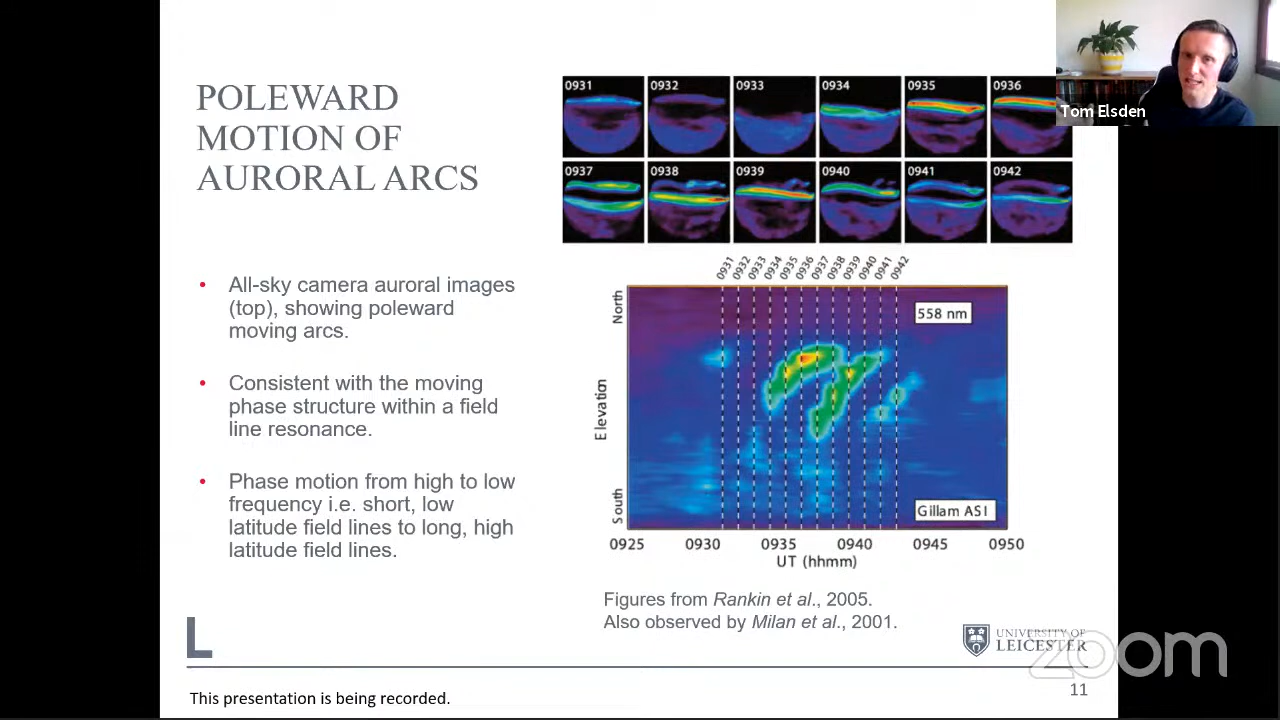 POLEWARD
MOTION OF
AURORAL ARCS
• All-sky camera auroral images
(top), showing poleward
moving arcs.
• Consistent with the moving
phase structure within a field
line resonance.
• Phase motion from high to low
frequency i.e. short, low
latitude field lines to long, high
latitude field lines.
0931 0932 0933 0934 0935 0936
0937 0938 0939 0940 0941 0942
Tom Elsden
0931 0932 0933 0934 0935 0936 0937 0938 0939 0940 0941 0942
North
558 nm
Elevation
South
Gillam ASI
0925 0930 0935 0940 0945 0950
UT (hhmm)
Figures from Rankin et al., 2005.
Also observed by Milan et al., 2001.
L
UNIVERSITY OF
LEICESTER
zoom
11
This presentation is being recorded.